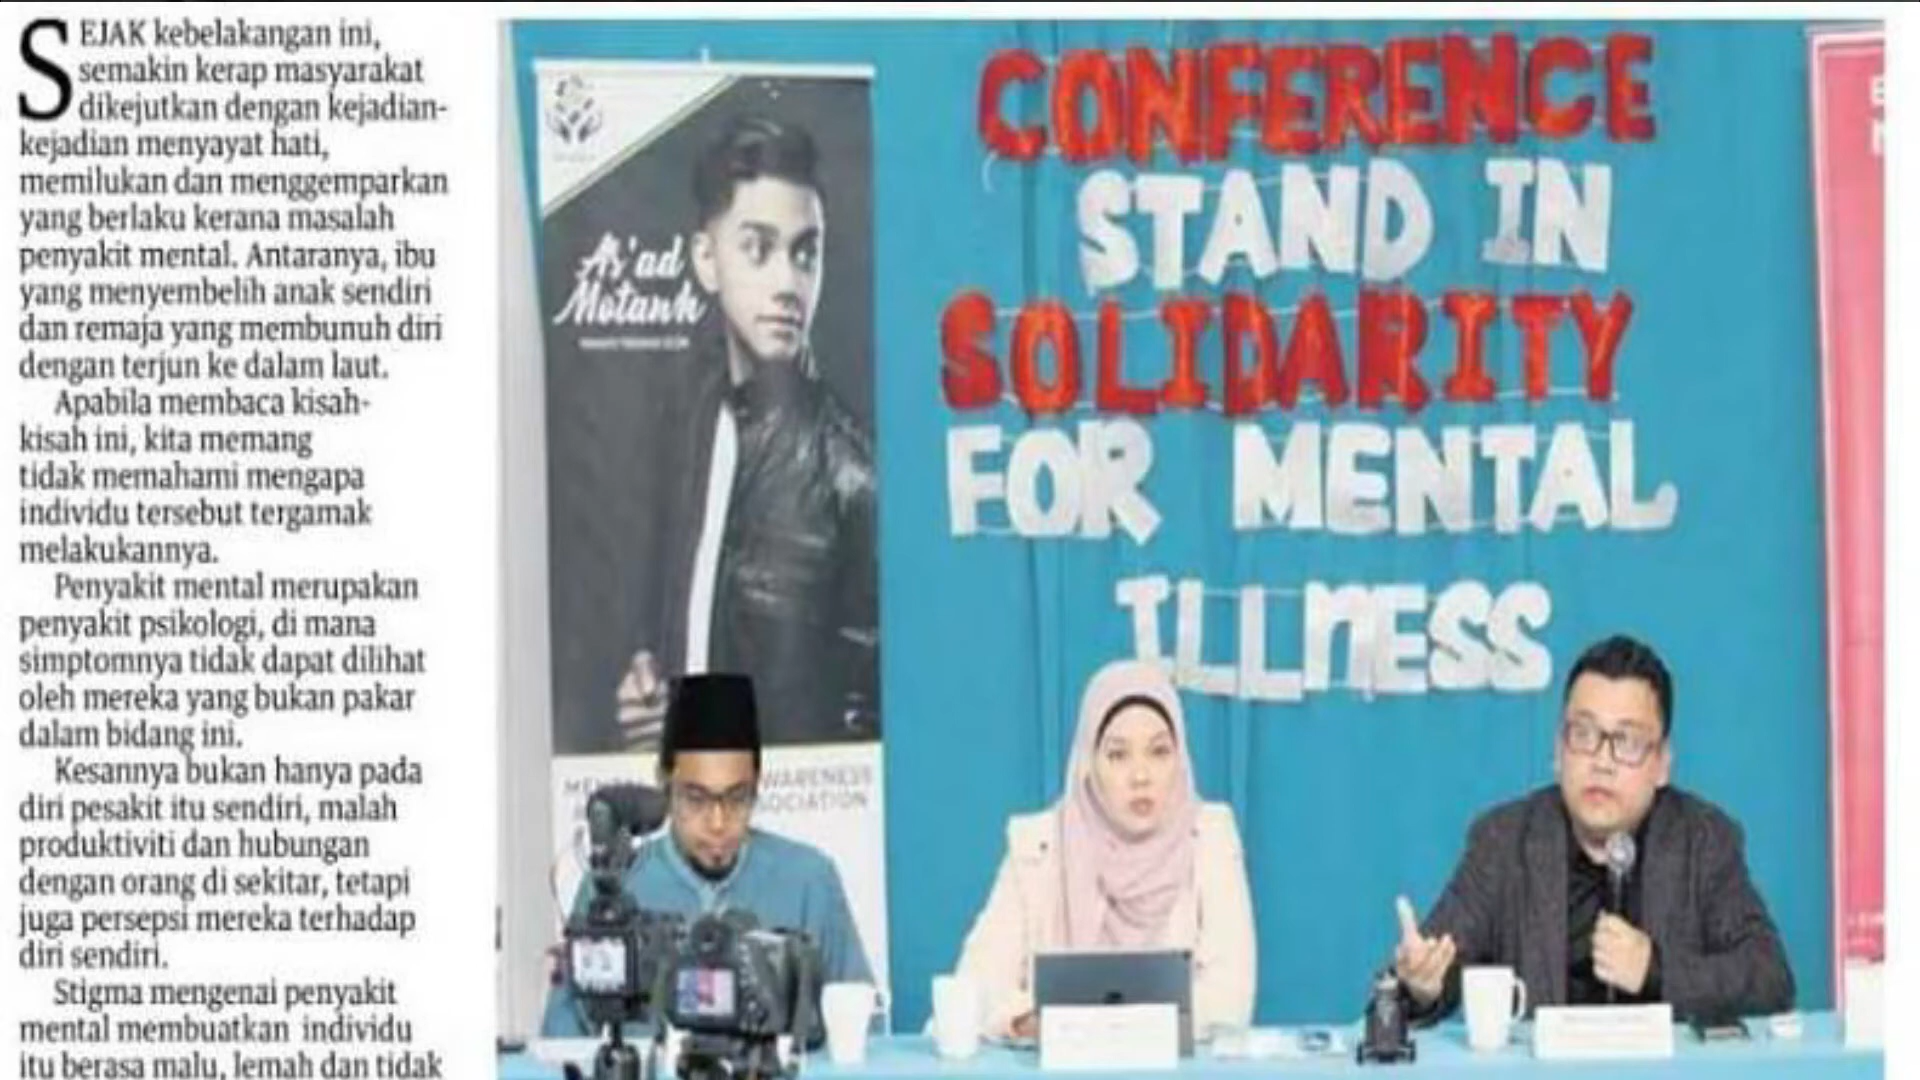 SEJAK kebelakangan ini,
semakin kerap masyarakat
dikejutkan dengan kejadian-
kejadian menyayat hati,
memilukan dan menggemparkan
yang berlaku kerana masalah
penyakit mental. Antaranya, ibu
yang menyembelih anak sendiri
dan remaja yang membunuh diri
dengan terjun ke dalam laut.
Apabila membaca kisah-
kisah ini, kita memang
tidak memahami mengapa
individu tersebut tergamak
melakukannya.
Penyakit mental merupakan
penyakit psikologi, di mana
simptomnya tidak dapat dilihat
oleh mereka yang bukan pakar
dalam bidang ini.
Kesannya bukan hanya pada
diri pesakit itu sendiri, malah
produktiviti dan hubungan
dengan orang di sekitar, tetapi
juga persepsi mereka terhadap
diri sendiri.
Stigma mengenai penyakit
mental membuatkan individu
itu berasa malu, lemah dan tidak
As'ad
Motawh
CONFERENCE
STAND IN
SOLIDARITY
FOR MENTAL
ILLNESS